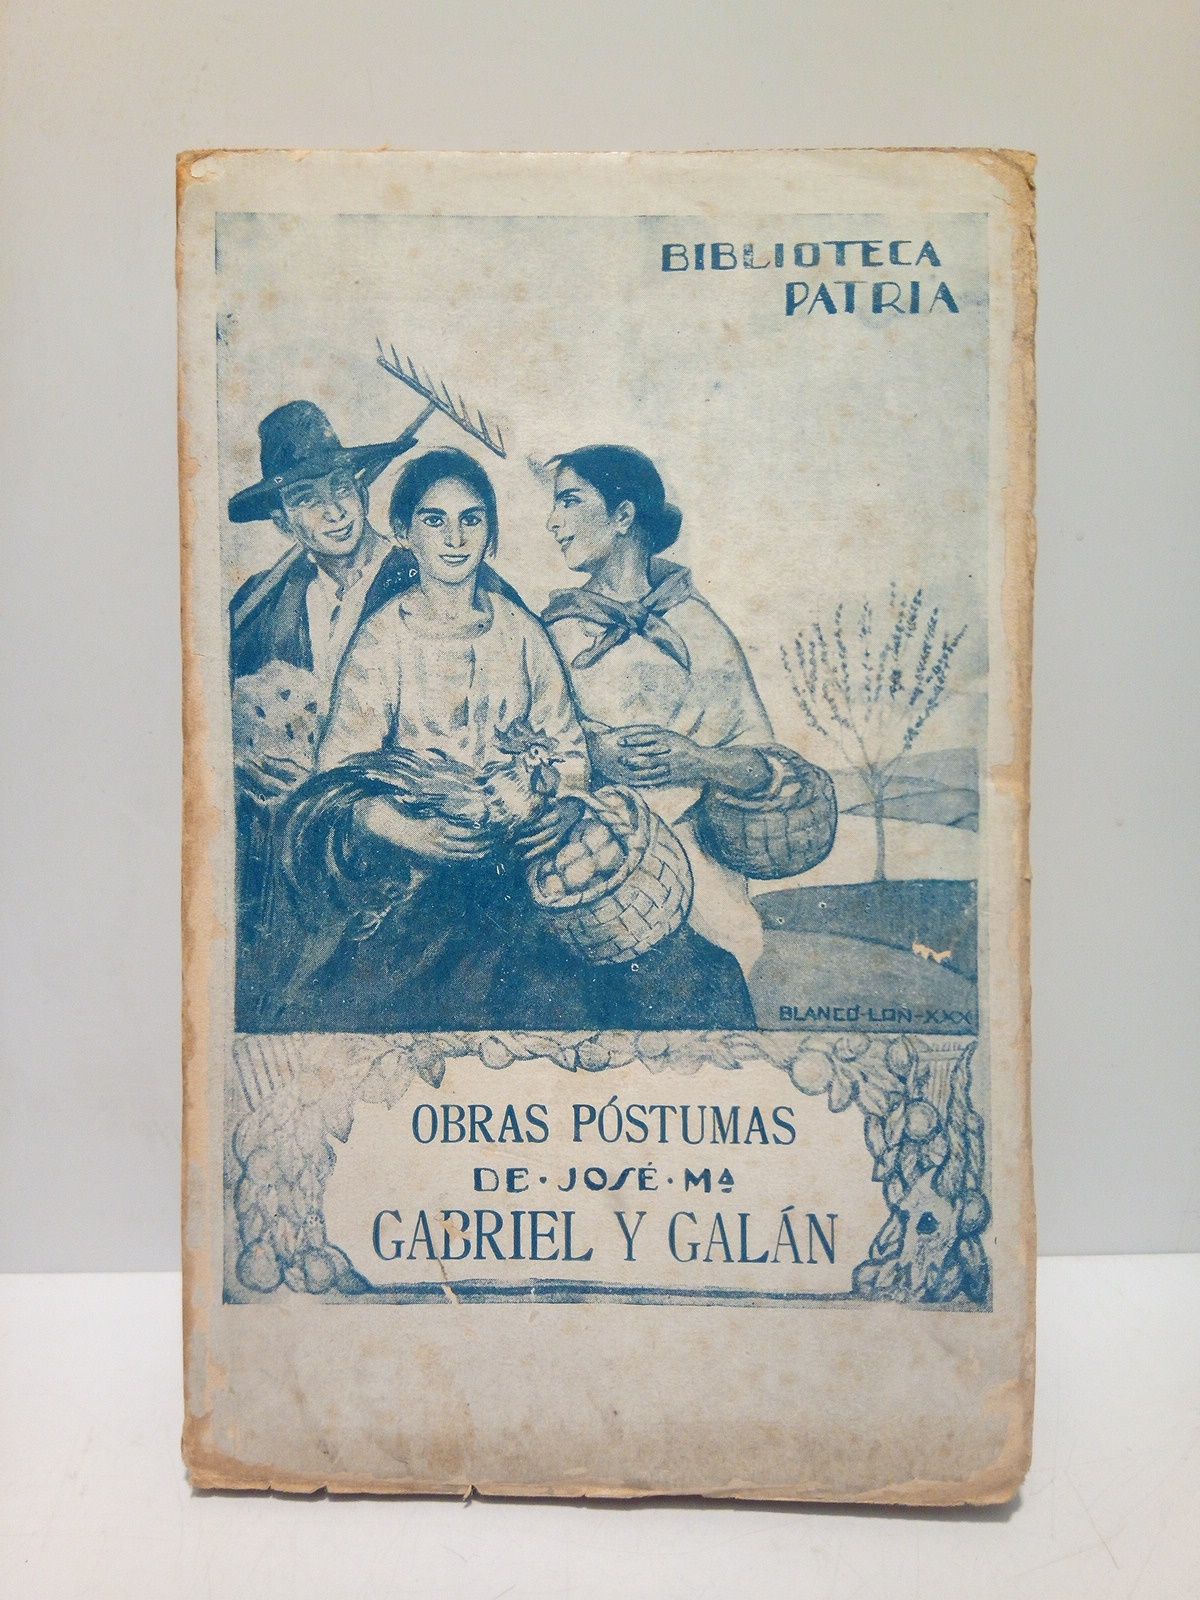 BIBLIOTECA
PATRIA
BLANCO-LON-XXX
OBRAS PÓSTUMAS
DE·JOSÉ·Mª
GABRIEL Y GALÁN